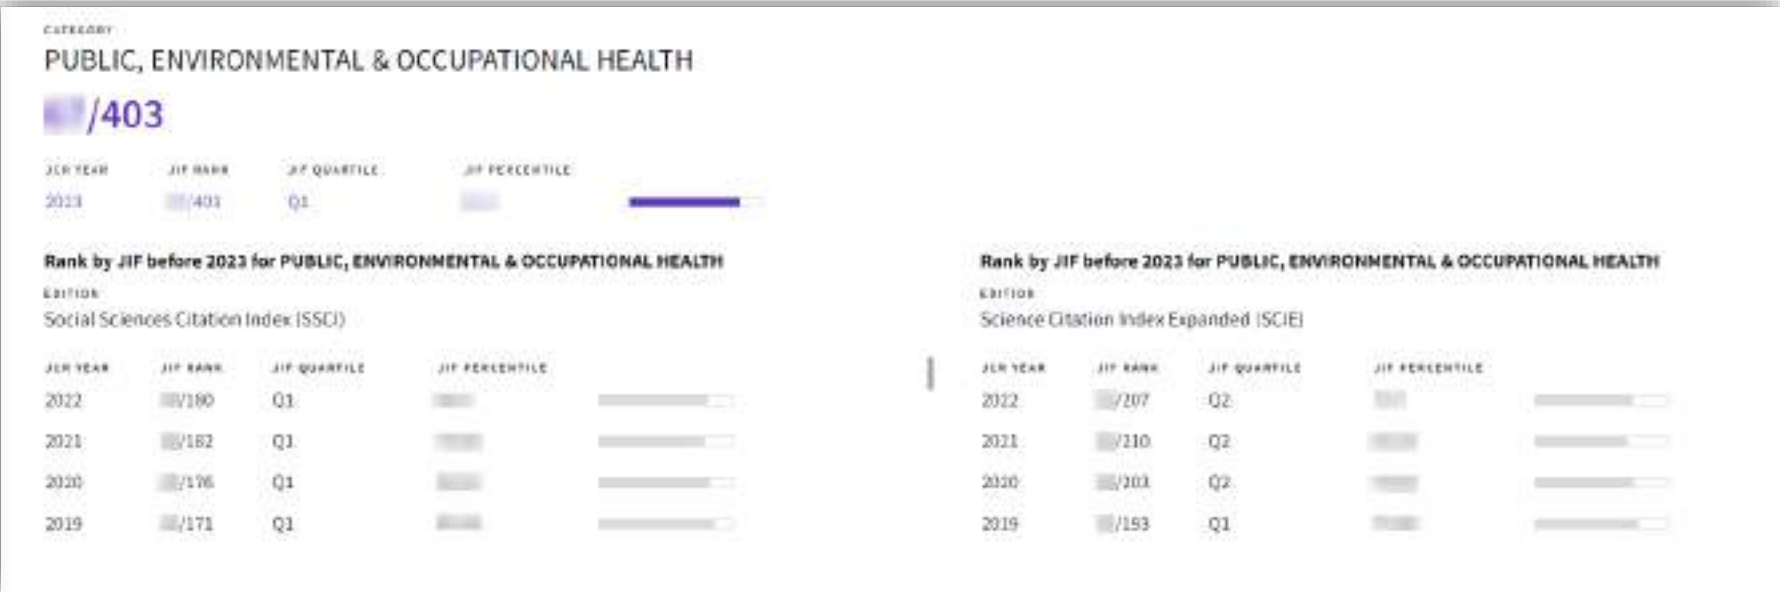 CATEGORY
PUBLIC, ENVIRONMENTAL & OCCUPATIONAL HEALTH
/403
JCR YEAR JIF RANK JIF QUARTILE JIF PERCENTILE
2023 /403 Q1
Rank by JIF before 2023 for PUBLIC, ENVIRONMENTAL & OCCUPATIONAL HEALTH
EDITION
Social Sciences Citation Index (SSCI)
JCR YEAR JIF RANK JIF QUARTILE JIF PERCENTILE
2022 /180 Q1
2021 /182 Q1
2020 /176 Q1
2019 /171 Q1
Rank by JIF before 2023 for PUBLIC, ENVIRONMENTAL & OCCUPATIONAL HEALTH
EDITION
Science Citation Index Expanded (SCIE)
JCR YEAR JIF RANK JIF QUARTILE JIF PERCENTILE
2022 /207 Q2
2021 /210 Q2
2020 /203 Q2
2019 /193 Q1